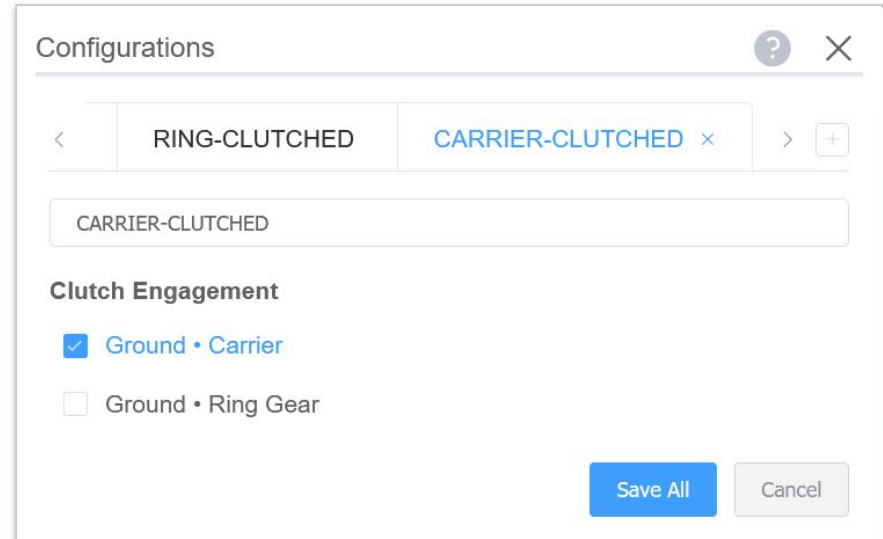 Configurations ?
RING-CLUTCHED CARRIER-CLUTCHED ×
CARRIER-CLUTCHED
Clutch Engagement
Ground • Carrier
Ground • Ring Gear
Save All Cancel